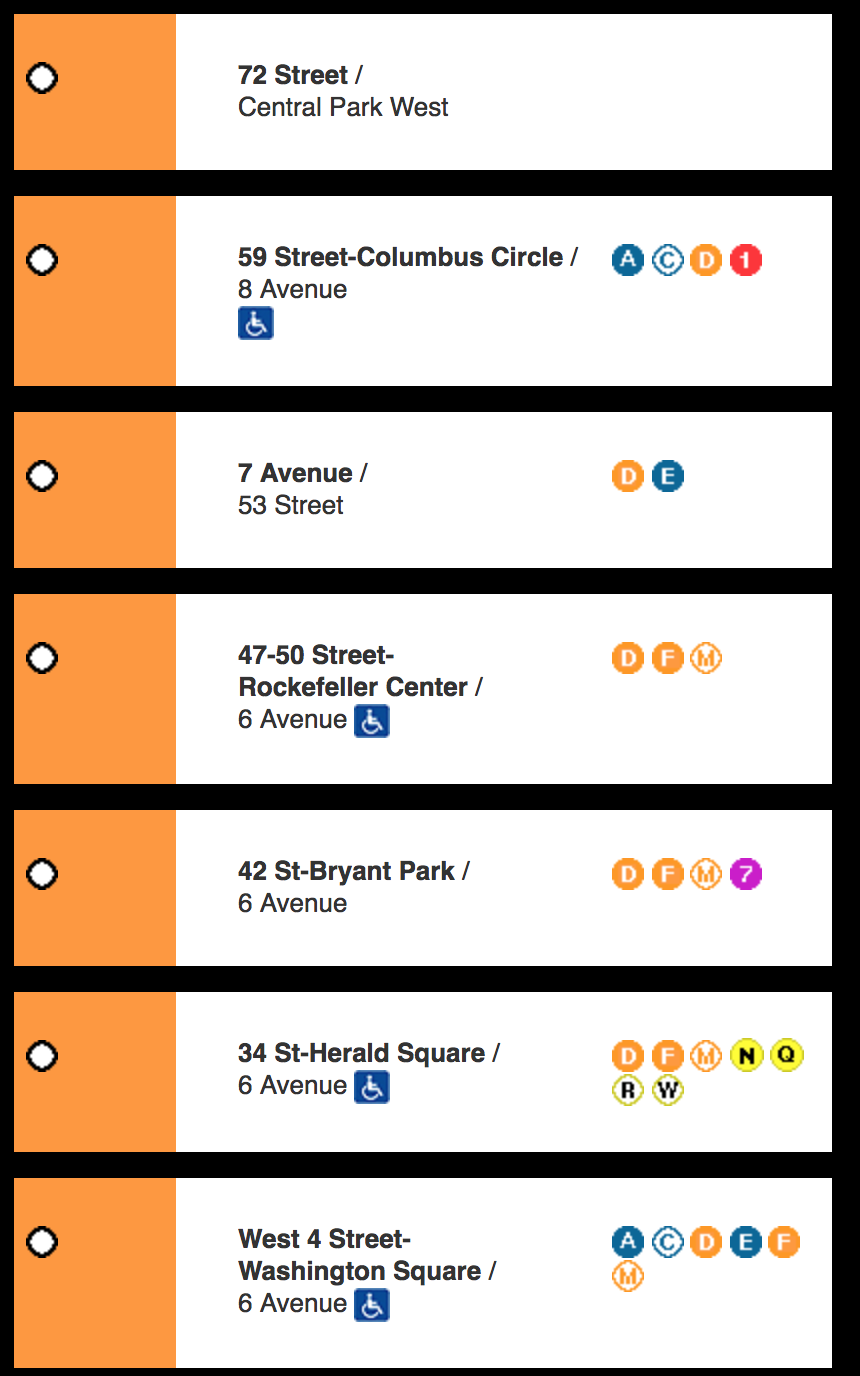 72 Street /
Central Park West
59 Street-Columbus Circle / A C D 1
8 Avenue
7 Avenue / D E
53 Street
47-50 Street- D F M
Rockefeller Center /
6 Avenue
42 St-Bryant Park / D F M 7
6 Avenue
34 St-Herald Square / D F M N Q
6 Avenue R W
West 4 Street- A C D E F
Washington Square / M
6 Avenue